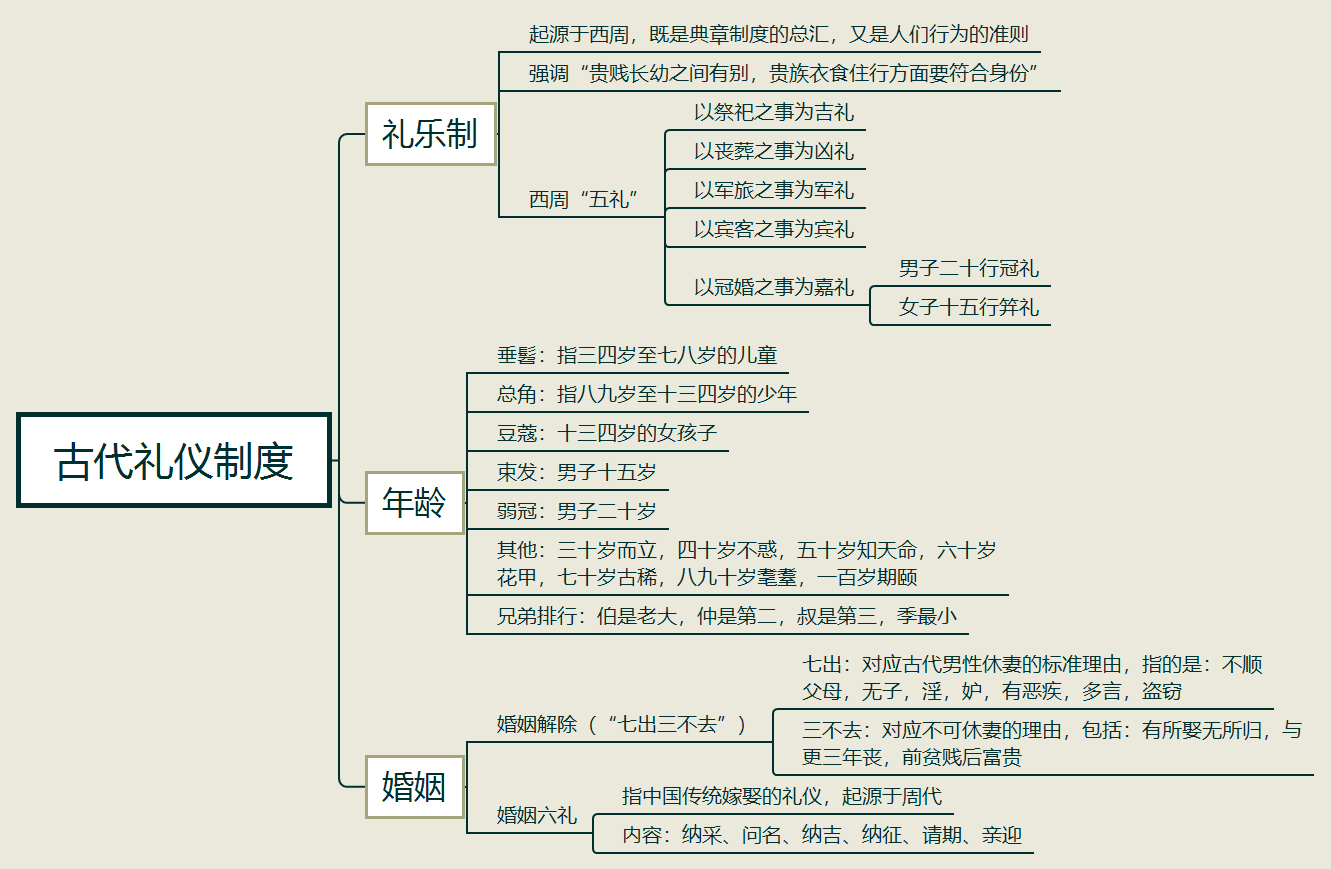 古代礼仪制度
礼乐制
起源于西周，既是典章制度的总汇，又是人们行为的准则
强调“贵贱长幼之间有别，贵族衣食住行方面要符合身份”
西周“五礼”
以祭祀之事为吉礼
以丧葬之事为凶礼
以军旅之事为军礼
以宾客之事为宾礼
以冠婚之事为嘉礼
男子二十行冠礼
女子十五行笄礼
年龄
垂髫：指三四岁至七八岁的儿童
总角：指八九岁至十三四岁的少年
豆蔻：十三四岁的女孩子
束发：男子十五岁
弱冠：男子二十岁
其他：三十岁而立，四十岁不惑，五十岁知天命，六十岁
花甲，七十岁古稀，八九十岁耄耋，一百岁期颐
兄弟排行：伯是老大，仲是第二，叔是第三，季最小
婚姻
婚姻解除（“七出三不去”）
七出：对应古代男性休妻的标准理由，指的是：不顺
父母，无子，淫，妒，有恶疾，多言，盗窃
三不去：对应不可休妻的理由，包括：有所娶无所归，与
更三年丧，前贫贱后富贵
婚姻六礼
指中国传统嫁娶的礼仪，起源于周代
内容：纳采、问名、纳吉、纳征、请期、亲迎